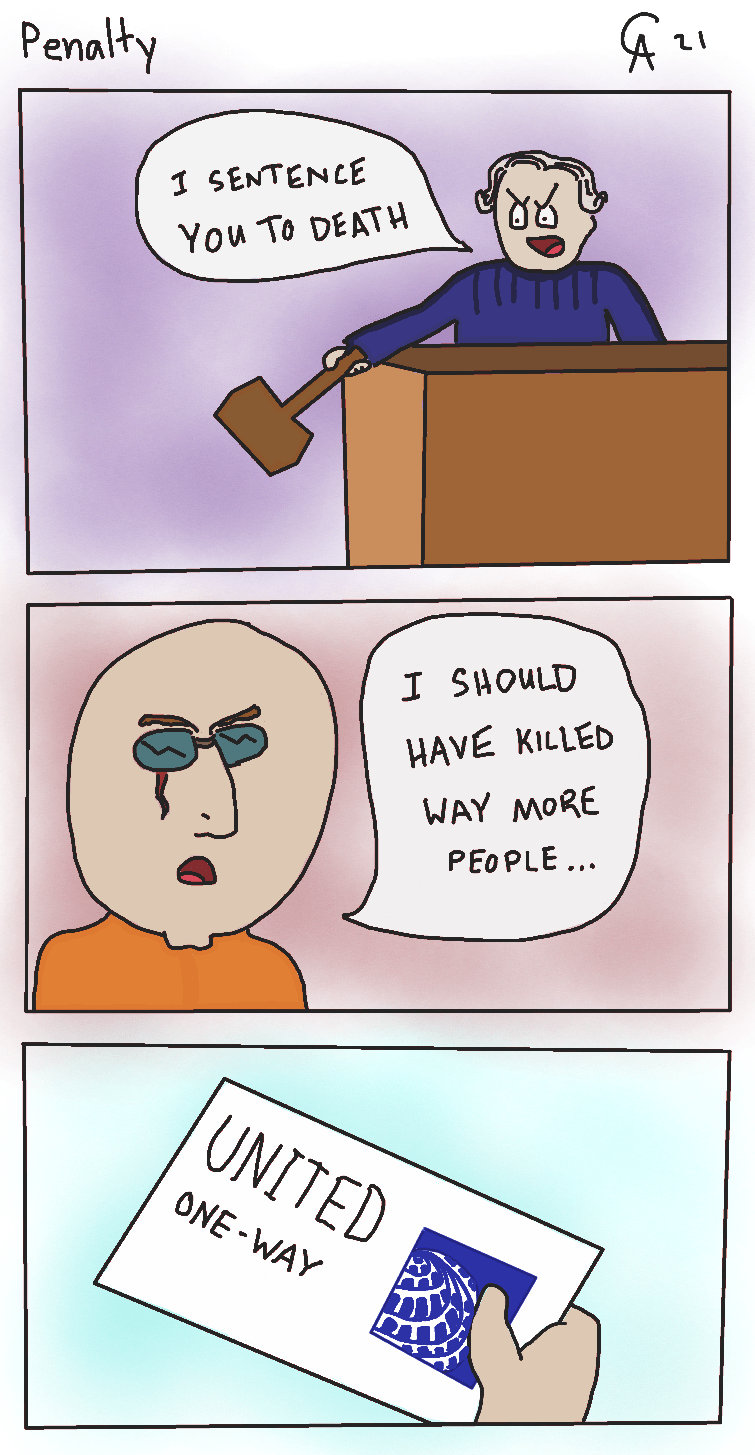 Penalty
CA 21
I SENTENCE
YOU TO DEATH
I SHOULD
HAVE KILLED
WAY MORE
PEOPLE...
UNITED
ONE-WAY